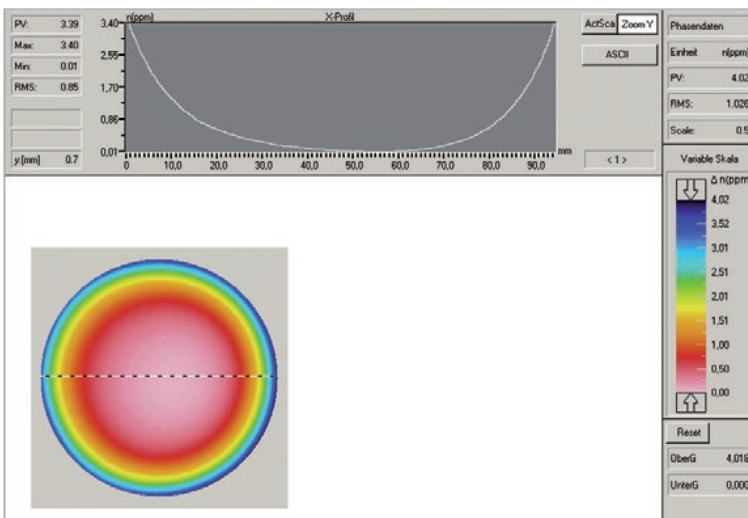 PV: 3.39
Max: 3.40
Min: 0.01
RMS: 0.85
y:[mm] 0.7
n(ppm) X-Profil
3,40
2,55
1,70
0,86
0,01
0 10,0 20,0 30,0 40,0 50,0 60,0 70,0 80,0 90,0 mm
ActSca Zoom Y
ASCII
< 1 >
Phasendaten
Einheit n(ppm)
PV: 4.02
RMS: 1.026
Scale: 0.5
Variable Skala
Δ n(ppm
4,02
3,52
3,01
2,51
2,01
1,51
1,00
0,50
0,00
Reset
OberG 4,018
UnterG 0,000